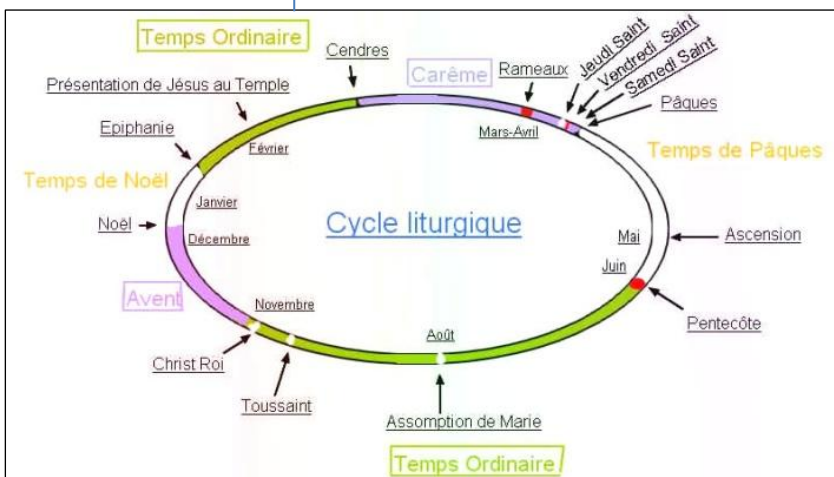 Temps Ordinaire
Cendres
Carême
Rameaux
Jeudi Saint
Vendredi Saint
Samedi Saint
Pâques
Présentation de Jésus au Temple
Epiphanie
Février
Mars-Avril
Temps de Pâques
Temps de Noël
Janvier
Noël
Décembre
Cycle liturgique
Mai
Ascension
Juin
Avent
Novembre
Pentecôte
Août
Christ Roi
Toussaint
Assomption de Marie
Temps Ordinaire